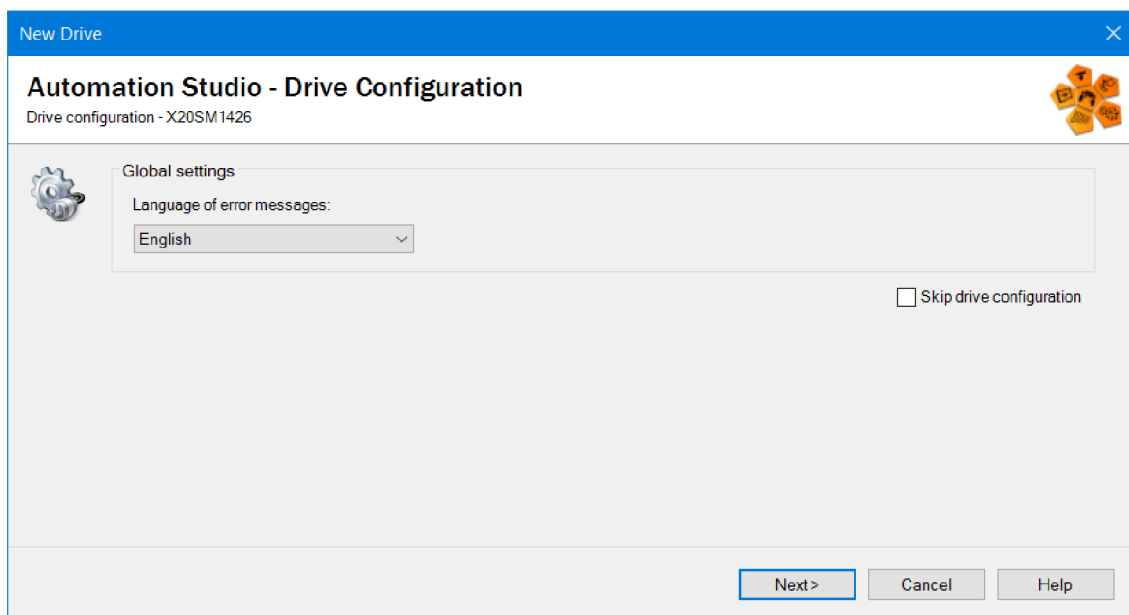 New Drive
Automation Studio - Drive Configuration
Drive configuration - X20SM1426
Global settings
Language of error messages:
English
Skip drive configuration
Next>
Cancel
Help